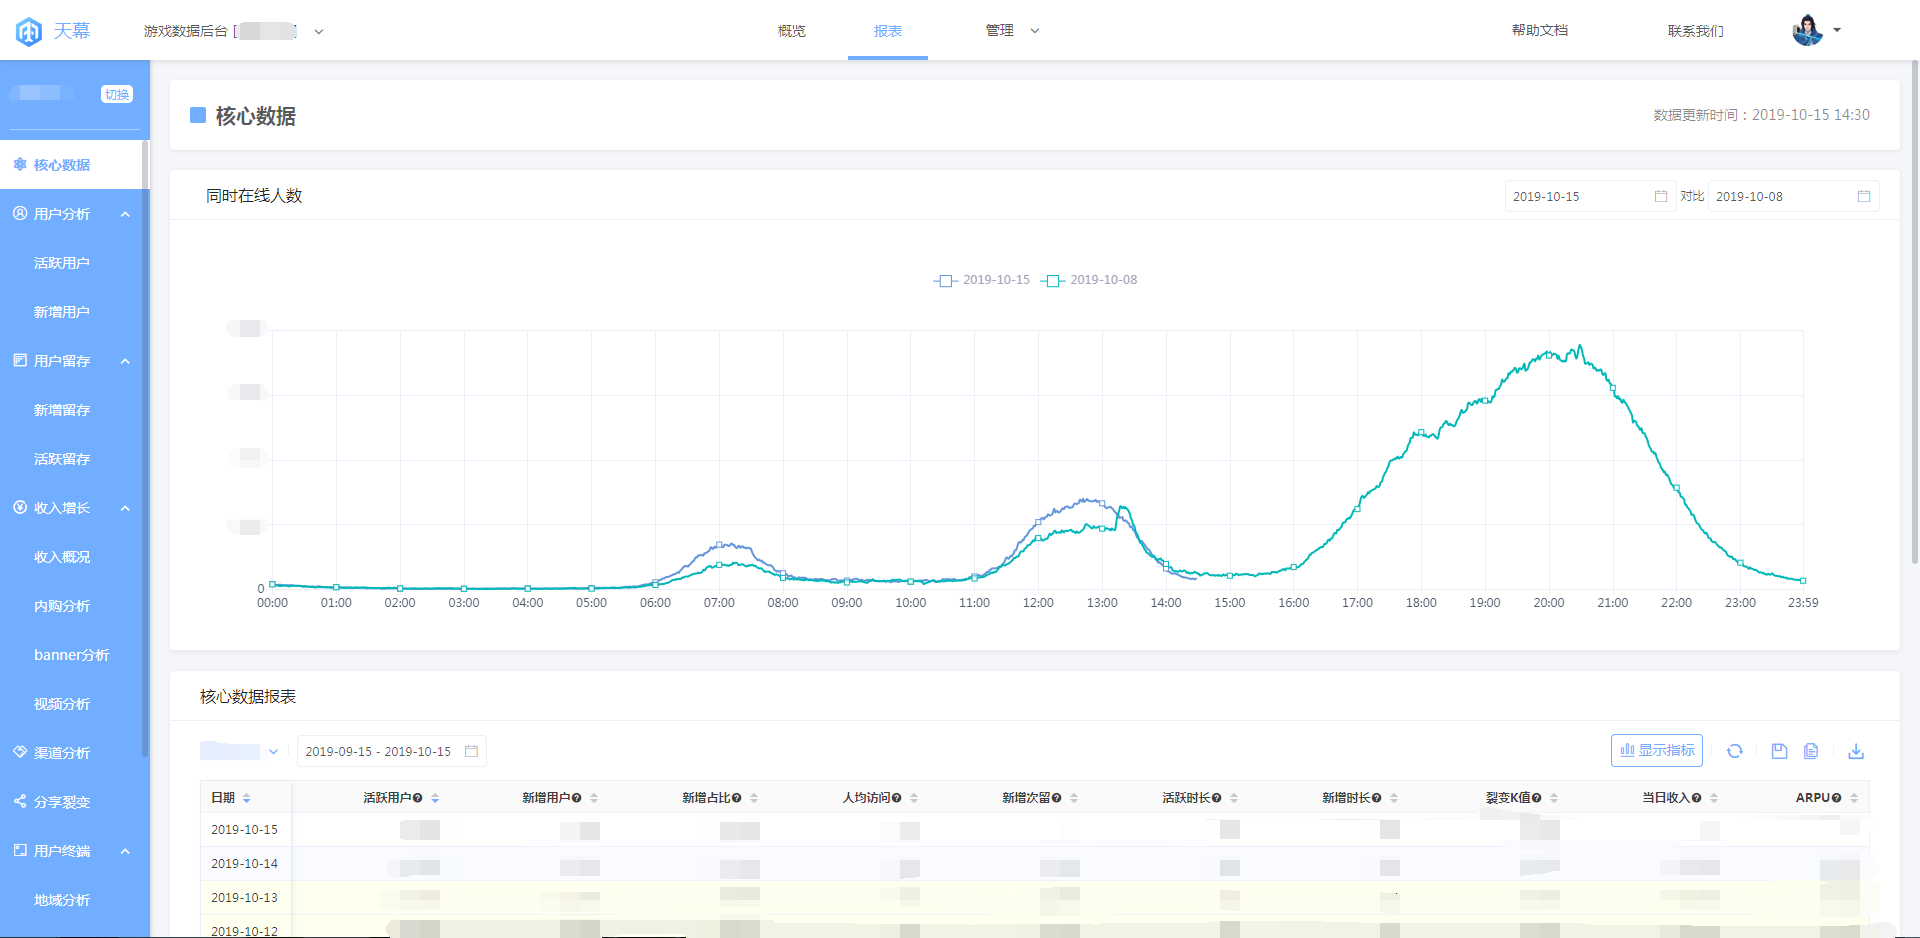 天幕
游戏数据后台 [ ]
概览
报表
管理
帮助文档
联系我们
切换
核心数据
用户分析
活跃用户
新增用户
用户留存
新增留存
活跃留存
收入增长
收入概况
内购分析
banner分析
视频分析
渠道分析
分享裂变
用户终端
地域分析
核心数据
数据更新时间：2019-10-15 14:30
同时在线人数
2019-10-15 对比 2019-10-08
2019-10-15 2019-10-08
0
00:00 01:00 02:00 03:00 04:00 05:00 06:00 07:00 08:00 09:00 10:00 11:00 12:00 13:00 14:00 15:00 16:00 17:00 18:00 19:00 20:00 21:00 22:00 23:00 23:59
核心数据报表
2019-09-15 - 2019-10-15
显示指标
日期 活跃用户 新增用户 新增占比 人均访问 新增次留 活跃时长 新增时长 裂变K值 当日收入 ARPU
2019-10-15
2019-10-14
2019-10-13
2019-10-12